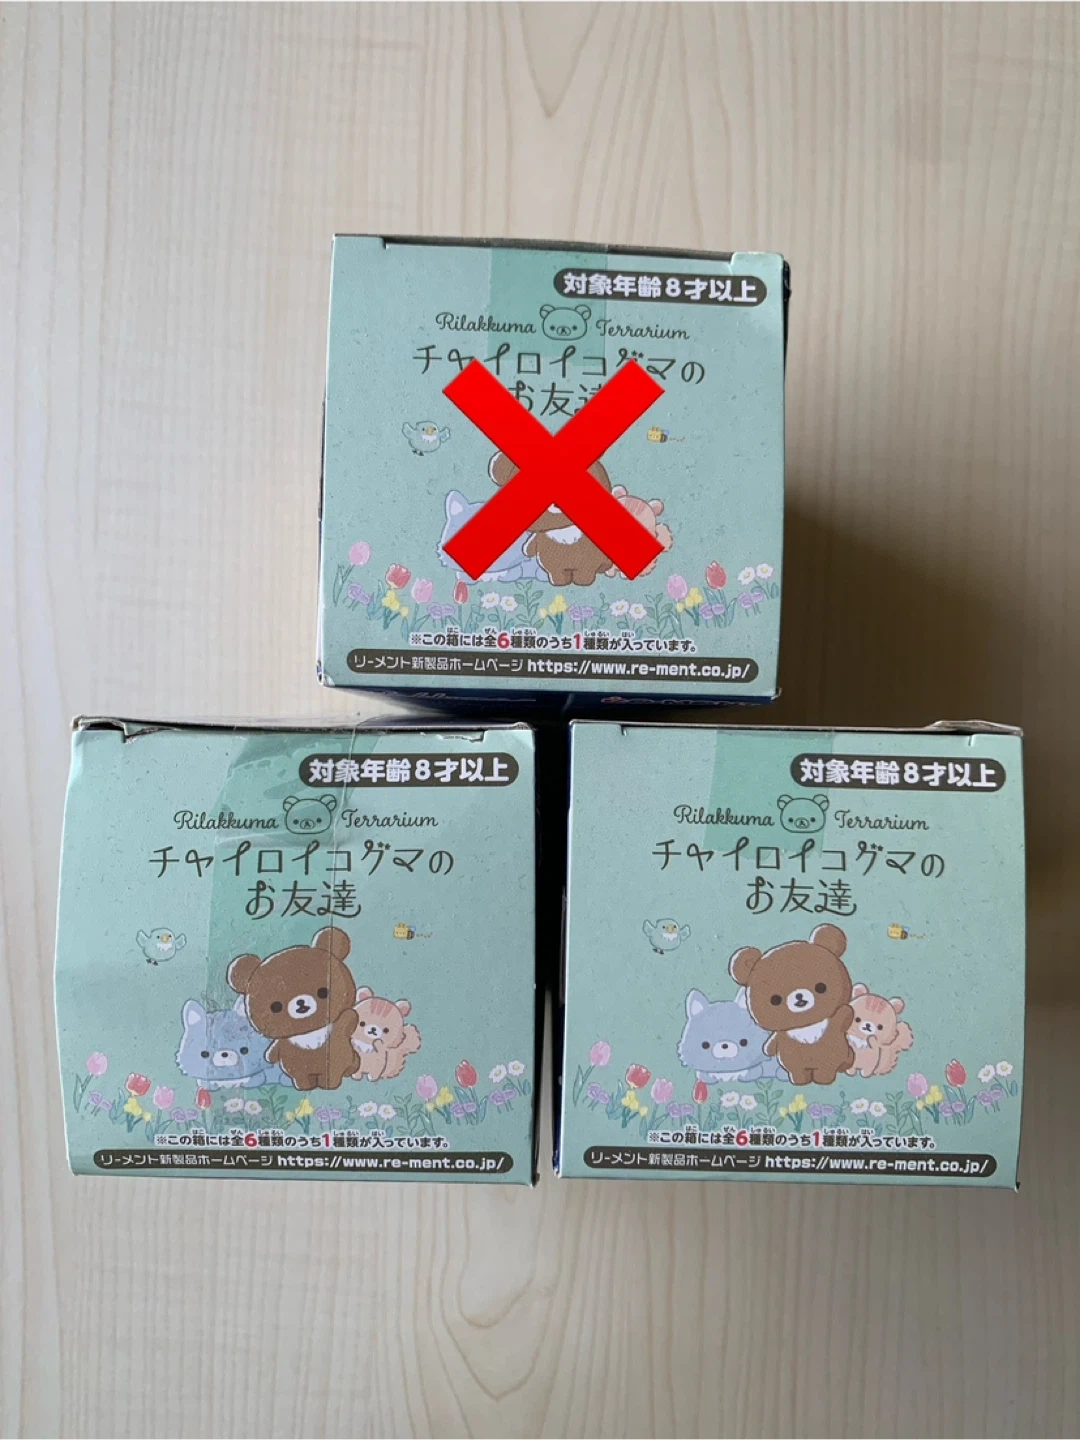 対象年齢8才以上
Rilakkuma Terrarium
チャイロイコグマの
お友達
※この箱には全6種類のうち1種類が入っています。
リーメント新製品ホームページ https://www.re-ment.co.jp/
対象年齢8才以上
Rilakkuma Terrarium
チャイロイコグマの
お友達
※この箱には全6種類のうち1種類が入っています。
リーメント新製品ホームページ https://www.re-ment.co.jp/
対象年齢8才以上
Rilakkuma Terrarium
チャイロイコグマの
お友達
※この箱には全6種類のうち1種類が入っています。
リーメント新製品ホームページ https://www.re-ment.co.jp/